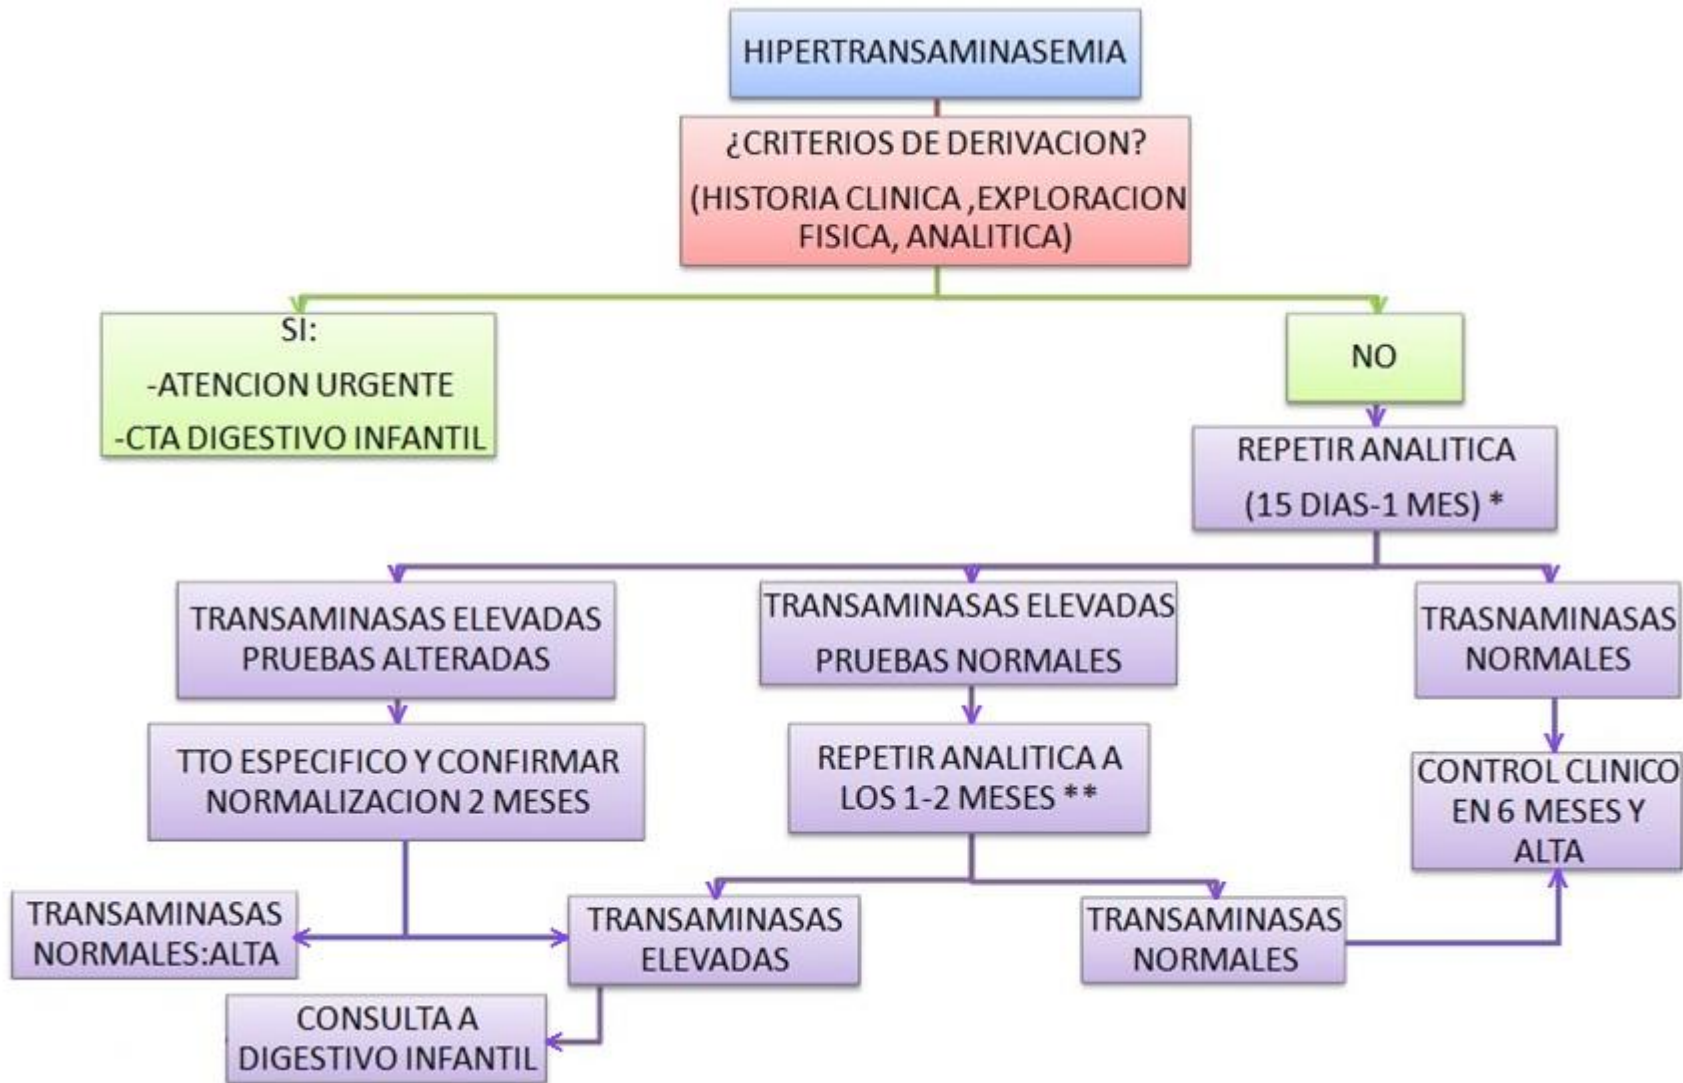 HIPERTRANSAMINASEMIA
¿CRITERIOS DE DERIVACION?
(HISTORIA CLINICA ,EXPLORACION
FISICA, ANALITICA)
SI:
-ATENCION URGENTE
-CTA DIGESTIVO INFANTIL
NO
REPETIR ANALITICA
(15 DIAS-1 MES) *
TRANSAMINASAS ELEVADAS
PRUEBAS ALTERADAS
TRANSAMINASAS ELEVADAS
PRUEBAS NORMALES
TRASNAMINASAS
NORMALES
TTO ESPECIFICO Y CONFIRMAR
NORMALIZACION 2 MESES
REPETIR ANALITICA A
LOS 1-2 MESES **
CONTROL CLINICO
EN 6 MESES Y
ALTA
TRANSAMINASAS
NORMALES:ALTA
TRANSAMINASAS
ELEVADAS
TRANSAMINASAS
NORMALES
CONSULTA A
DIGESTIVO INFANTIL